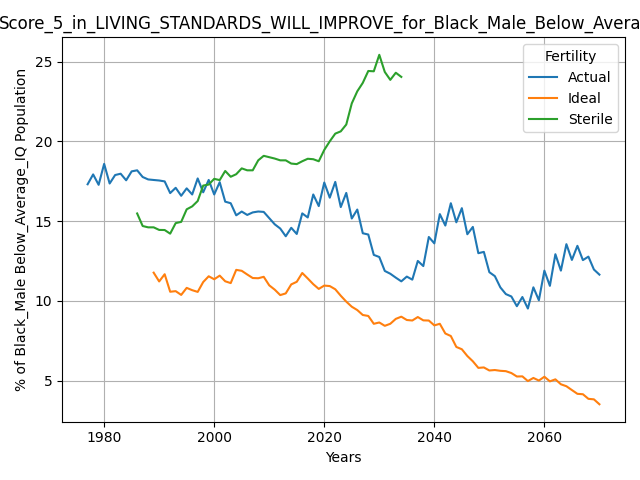 Score_5_in_LIVING_STANDARDS_WILL_IMPROVE_for_Black_Male_Below_Avera
Fertility
Actual
Ideal
Sterile
% of Black_Male Below_Average_IQ Population
25
20
15
10
5
1980 2000 2020 2040 2060
Years